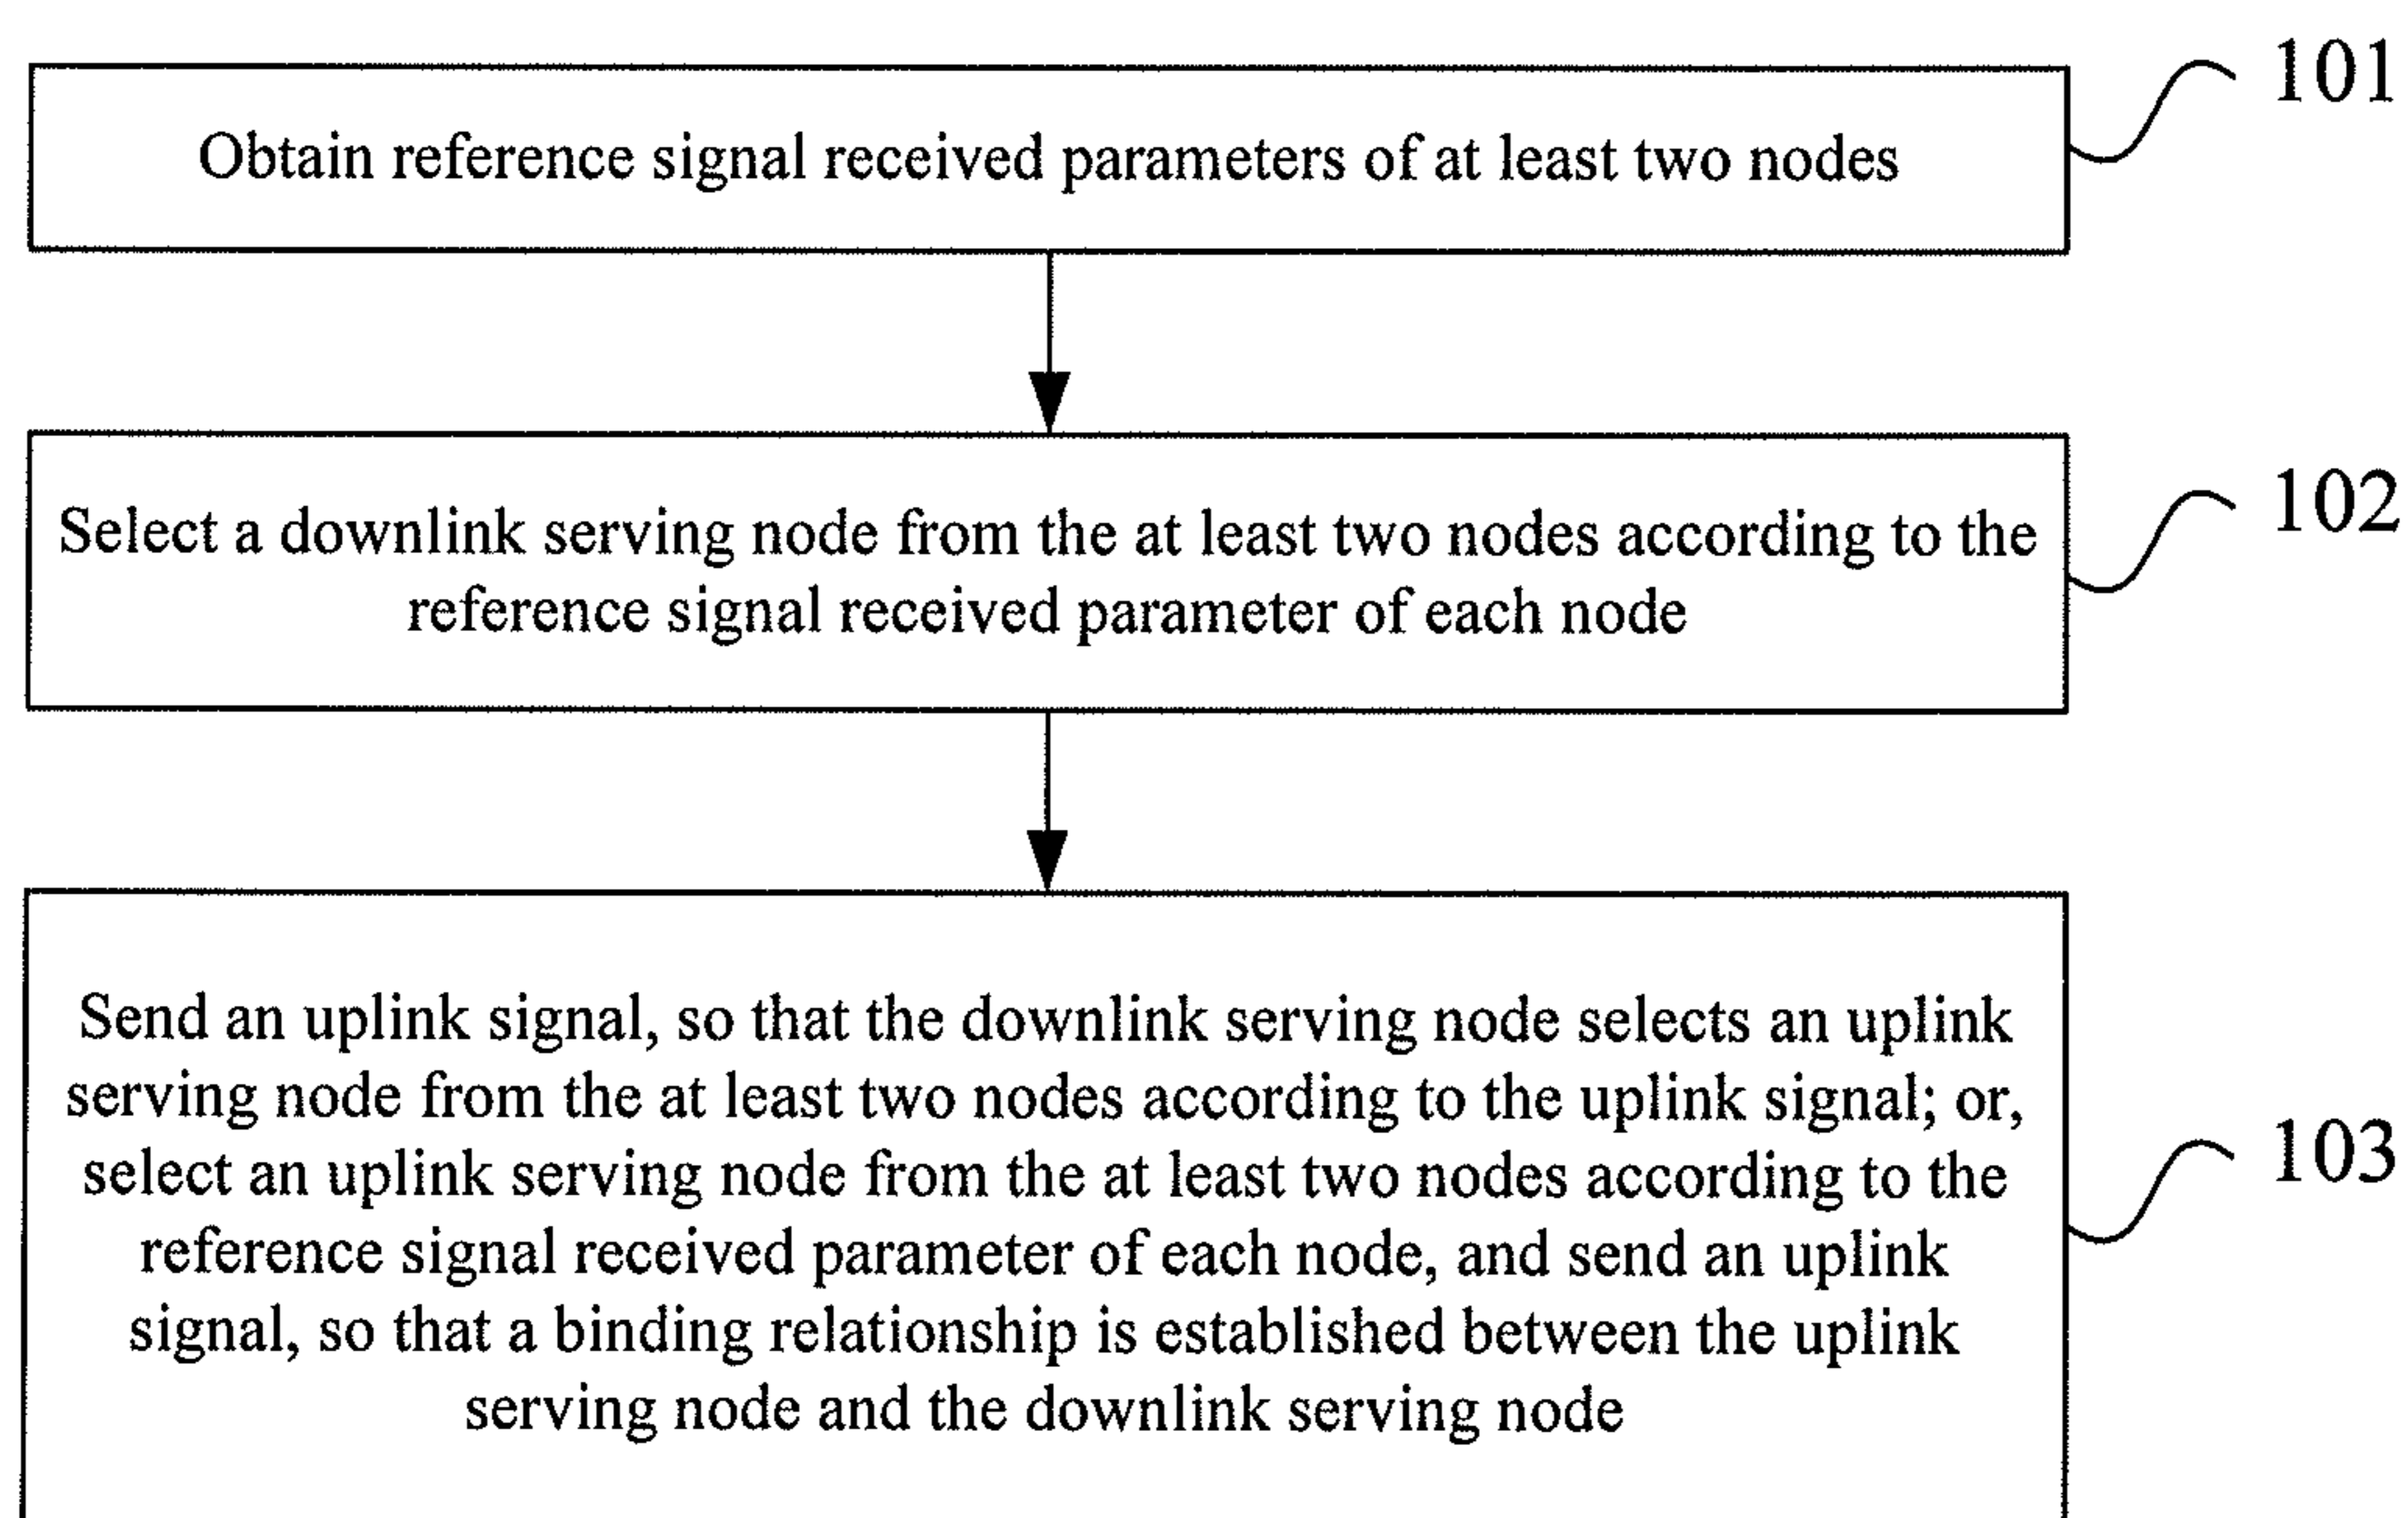 101
Obtain reference signal received parameters of at least two nodes
102
Select a downlink serving node from the at least two nodes according to the
reference signal received parameter of each node
Send an uplink signal, so that the downlink serving node selects an uplink
serving node from the at least two nodes according to the uplink signal; or,
select an uplink serving node from the at least two nodes according to the
reference signal received parameter of each node, and send an uplink
signal, so that a binding relationship is established between the uplink
serving node and the downlink serving node
103